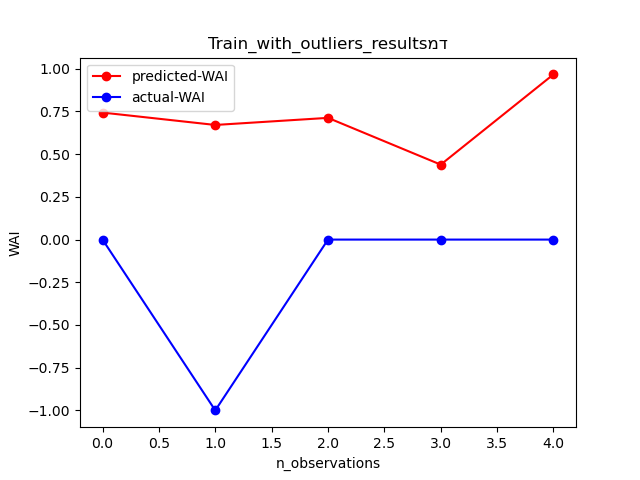 Train_with_outliers_resultsדמ
predicted-WAI
actual-WAI
1.00
0.75
0.50
0.25
0.00
−0.25
−0.50
−0.75
−1.00
WAI
0.0 0.5 1.0 1.5 2.0 2.5 3.0 3.5 4.0
n_observations